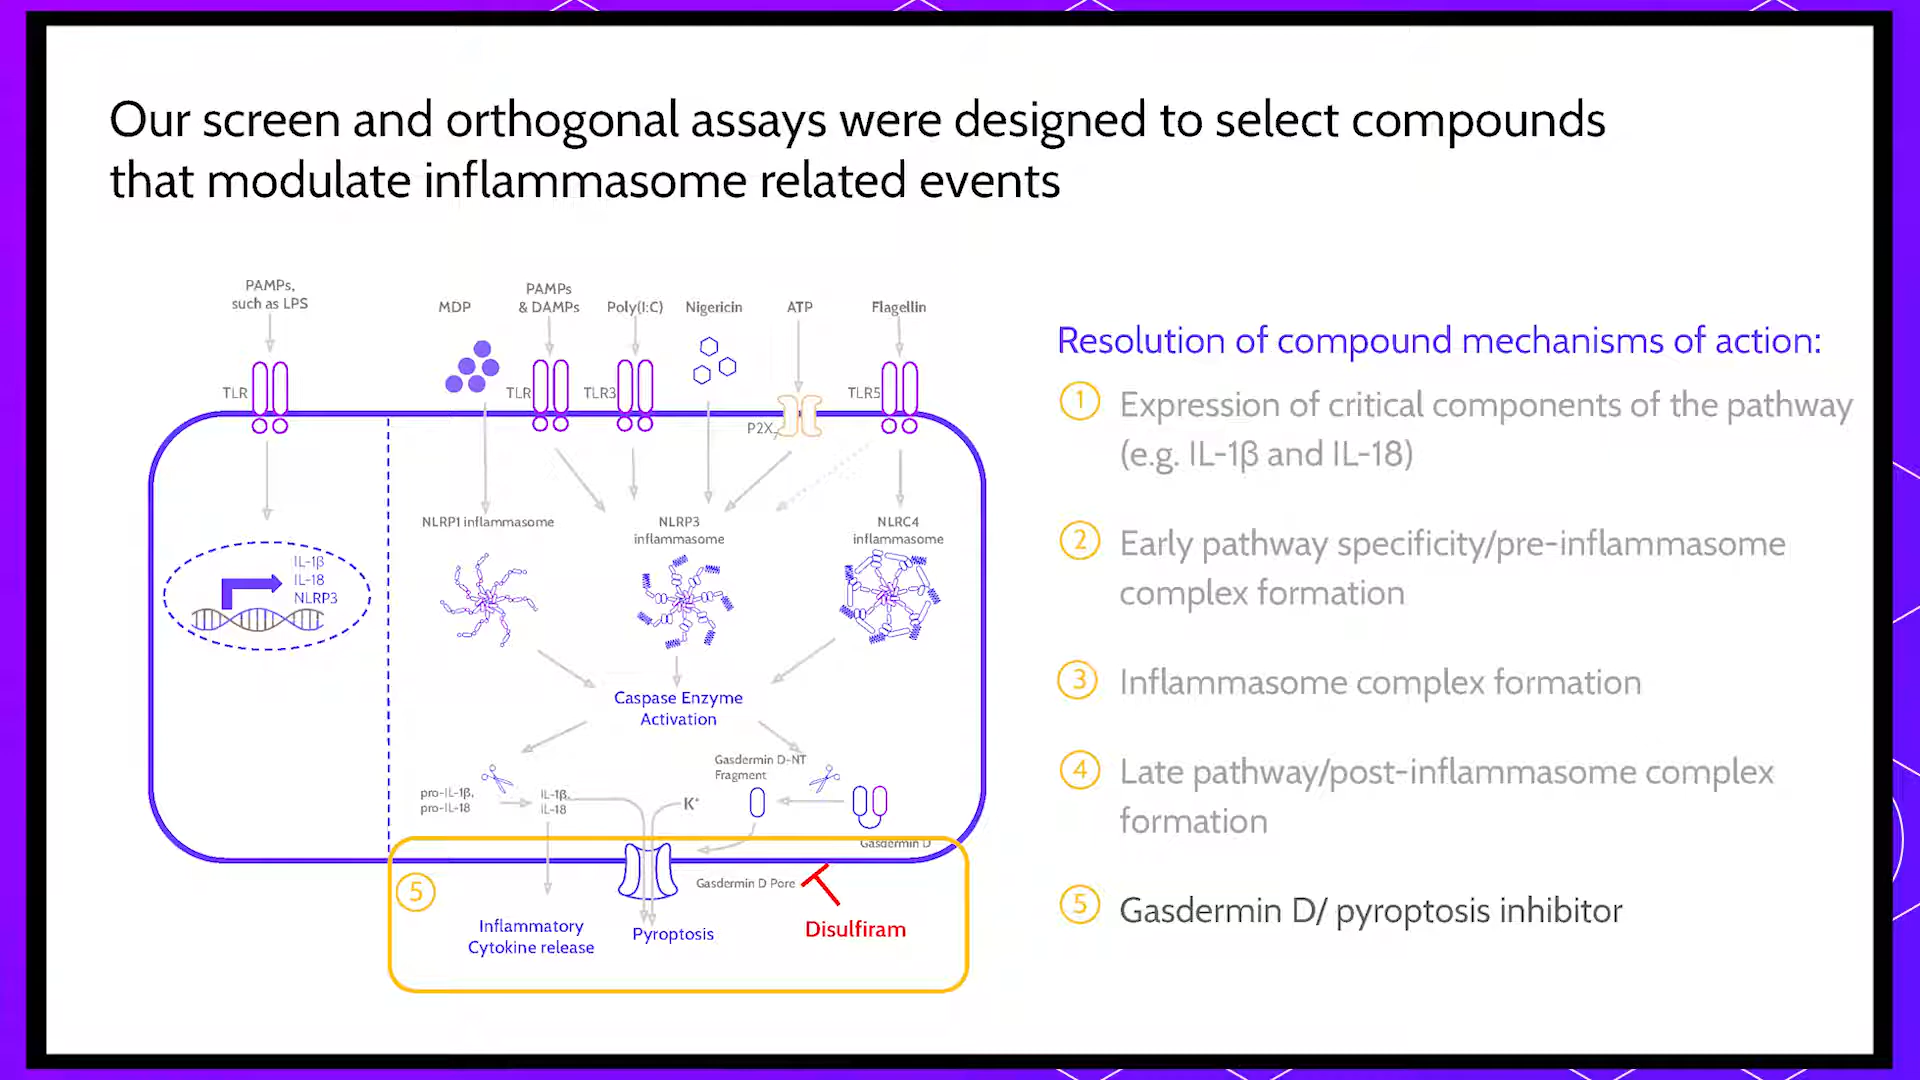 Our screen and orthogonal assays were designed to select compounds
that modulate inflammasome related events
PAMPs,
such as LPS
MDP
PAMPs
& DAMPs
Poly(I:C)
Nigericin
ATP
Flagellin
TLR
TLR
TLR3
P2X7
TLR5
NLRP1 inflammasome
NLRP3
inflammasome
NLRC4
inflammasome
IL-1β
IL-18
NLRP3
Caspase Enzyme
Activation
pro-IL-1β,
pro-IL-18
IL-1β,
IL-18
K+
Gasdermin D-NT
Fragment
Gasdermin D
5
Gasdermin D Pore
Inflammatory
Cytokine release
Pyroptosis
Disulfiram
Resolution of compound mechanisms of action:
1 Expression of critical components of the pathway
(e.g. IL-1β and IL-18)
2 Early pathway specificity/pre-inflammasome
complex formation
3 Inflammasome complex formation
4 Late pathway/post-inflammasome complex
formation
5 Gasdermin D/ pyroptosis inhibitor